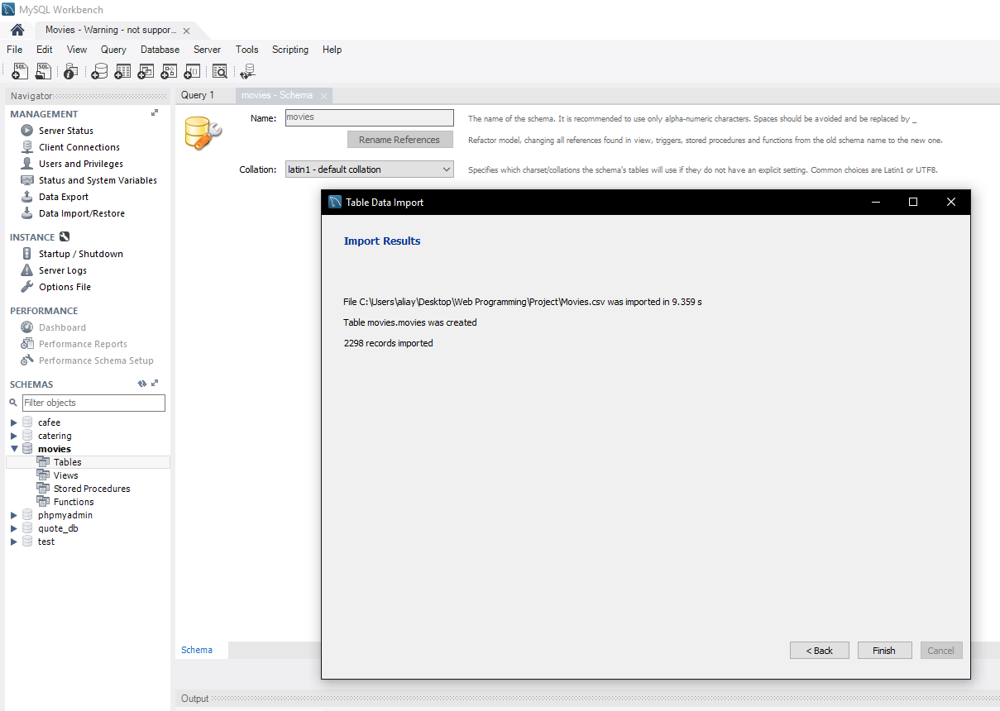 MySQL Workbench
Movies - Warning - not suppor...
File Edit View Query Database Server Tools Scripting Help
Navigator
MANAGEMENT
Server Status
Client Connections
Users and Privileges
Status and System Variables
Data Export
Data Import/Restore
INSTANCE
Startup / Shutdown
Server Logs
Options File
PERFORMANCE
Dashboard
Performance Reports
Performance Schema Setup
SCHEMAS
Filter objects
cafee
catering
movies
Tables
Views
Stored Procedures
Functions
phpmyadmin
quote_db
test
Query 1
movies - Schema
Name: movies
The name of the schema. It is recommended to use only alpha-numeric characters. Spaces should be avoided and be replaced by _
Rename References
Refactor model, changing all references found in view, triggers, stored procedures and functions from the old schema name to the new one.
Collation: latin1 - default collation
Specifies which charset/collations the schema's tables will use if they do not have an explicit setting. Common choices are Latin1 or UTF8.
Table Data Import
Import Results
File C:\Users\aliay\Desktop\Web Programming\Project\Movies.csv was imported in 9.359 s
Table movies.movies was created
2298 records imported
< Back Finish Cancel
Schema
Output